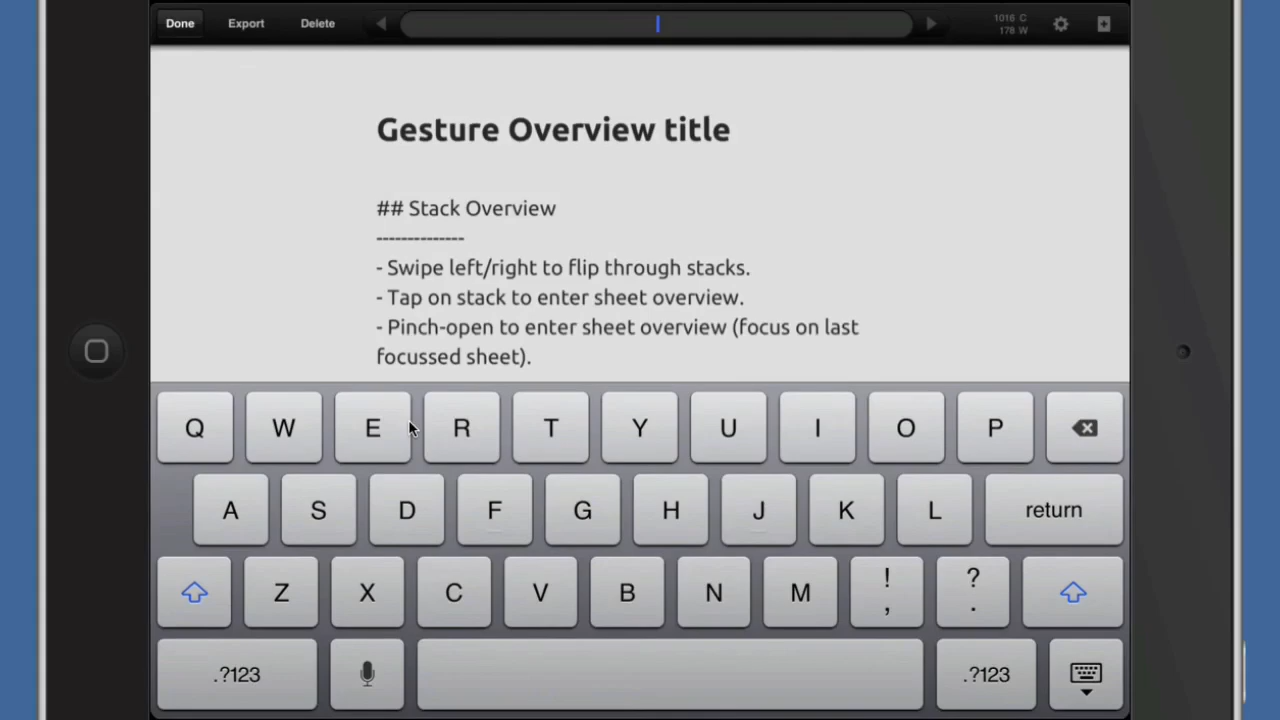 Done Export Delete 1016 C
178 W
Gesture Overview title
## Stack Overview
--------------
- Swipe left/right to flip through stacks.
- Tap on stack to enter sheet overview.
- Pinch-open to enter sheet overview (focus on last
focussed sheet).
Q W E R T Y U I O P
A S D F G H J K L return
Z X C V B N M ! , ? .
.?123 .?123